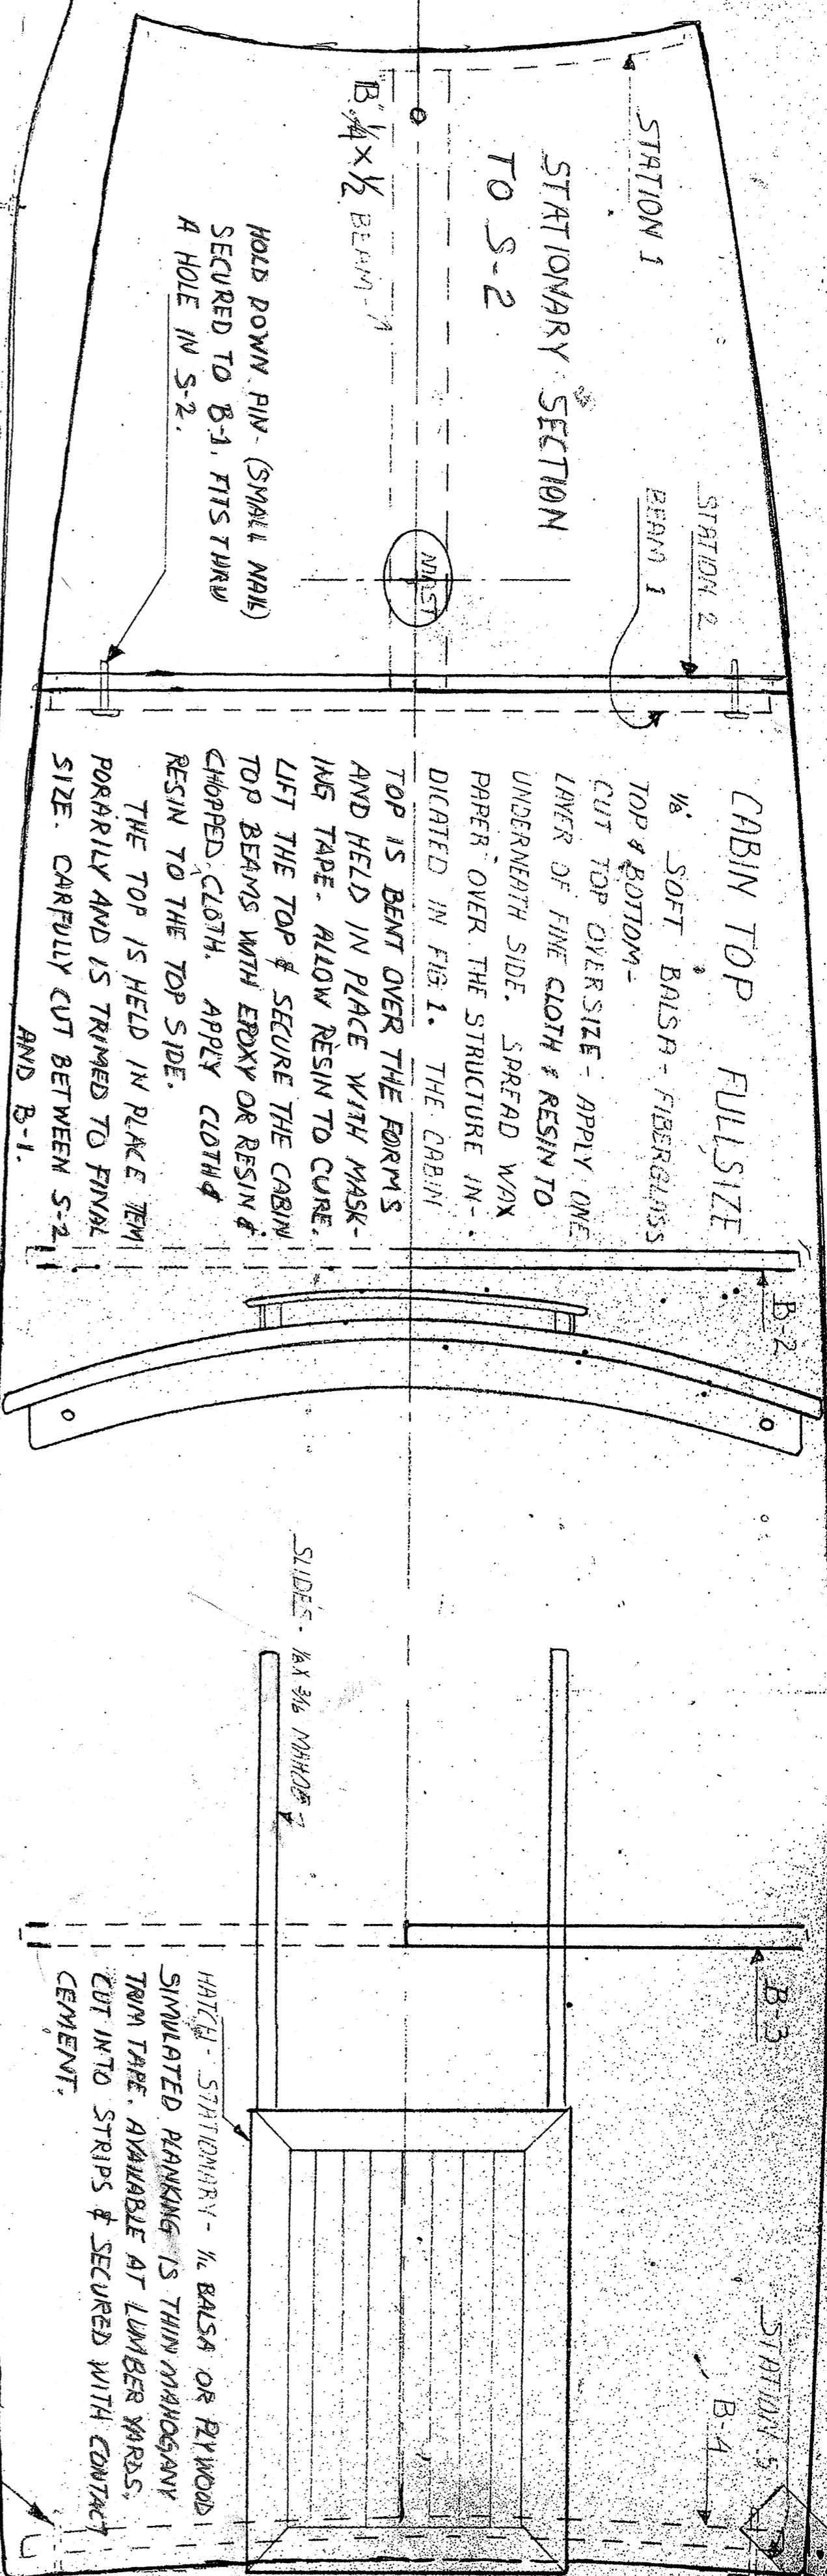 STATION 1
STATIONARY SECTION
TO S-2
B. 1/4 X 1/2 BEAM
HOLD DOWN PIN - (SMALL NAIL)
SECURED TO B-1. FITS THRU
A HOLE IN S-2.
MAST
STATION 2
BEAM 1
CABIN TOP FULLSIZE
1/8" SOFT BALSA - FIBERGLASS
TOP & BOTTOM -
CUT TOP OVERSIZE - APPLY ONE
LAYER OF FINE CLOTH & RESIN TO
UNDERNEATH SIDE. SPREAD WAX
PAPER OVER THE STRUCTURE IN-
DICATED IN FIG 1. THE CABIN
TOP IS BENT OVER THE FORMS
AND HELD IN PLACE WITH MASK-
ING TAPE. ALLOW RESIN TO CURE.
LIFT THE TOP & SECURE THE CABIN
TOP BEAMS WITH EPOXY OR RESIN &
CHOPPED CLOTH. APPLY CLOTH &
RESIN TO THE TOP SIDE.
THE TOP IS HELD IN PLACE TEM
PORARILY AND IS TRIMED TO FINAL
SIZE. CAREFULLY CUT BETWEEN S-2
AND B-1.
B-2
SLIDES - 1/8 X 3/16 MAHOG -
B-3
HATCH - STATIONARY - BALSA OR PLYWOOD
SIMULATED PLANKING IS THIN MAHOGANY
TRIM TAPE. AVAILABLE AT LUMBER YARDS.
CUT INTO STRIPS & SECURED WITH CONTACT
CEMENT.
STATION 5
B-4